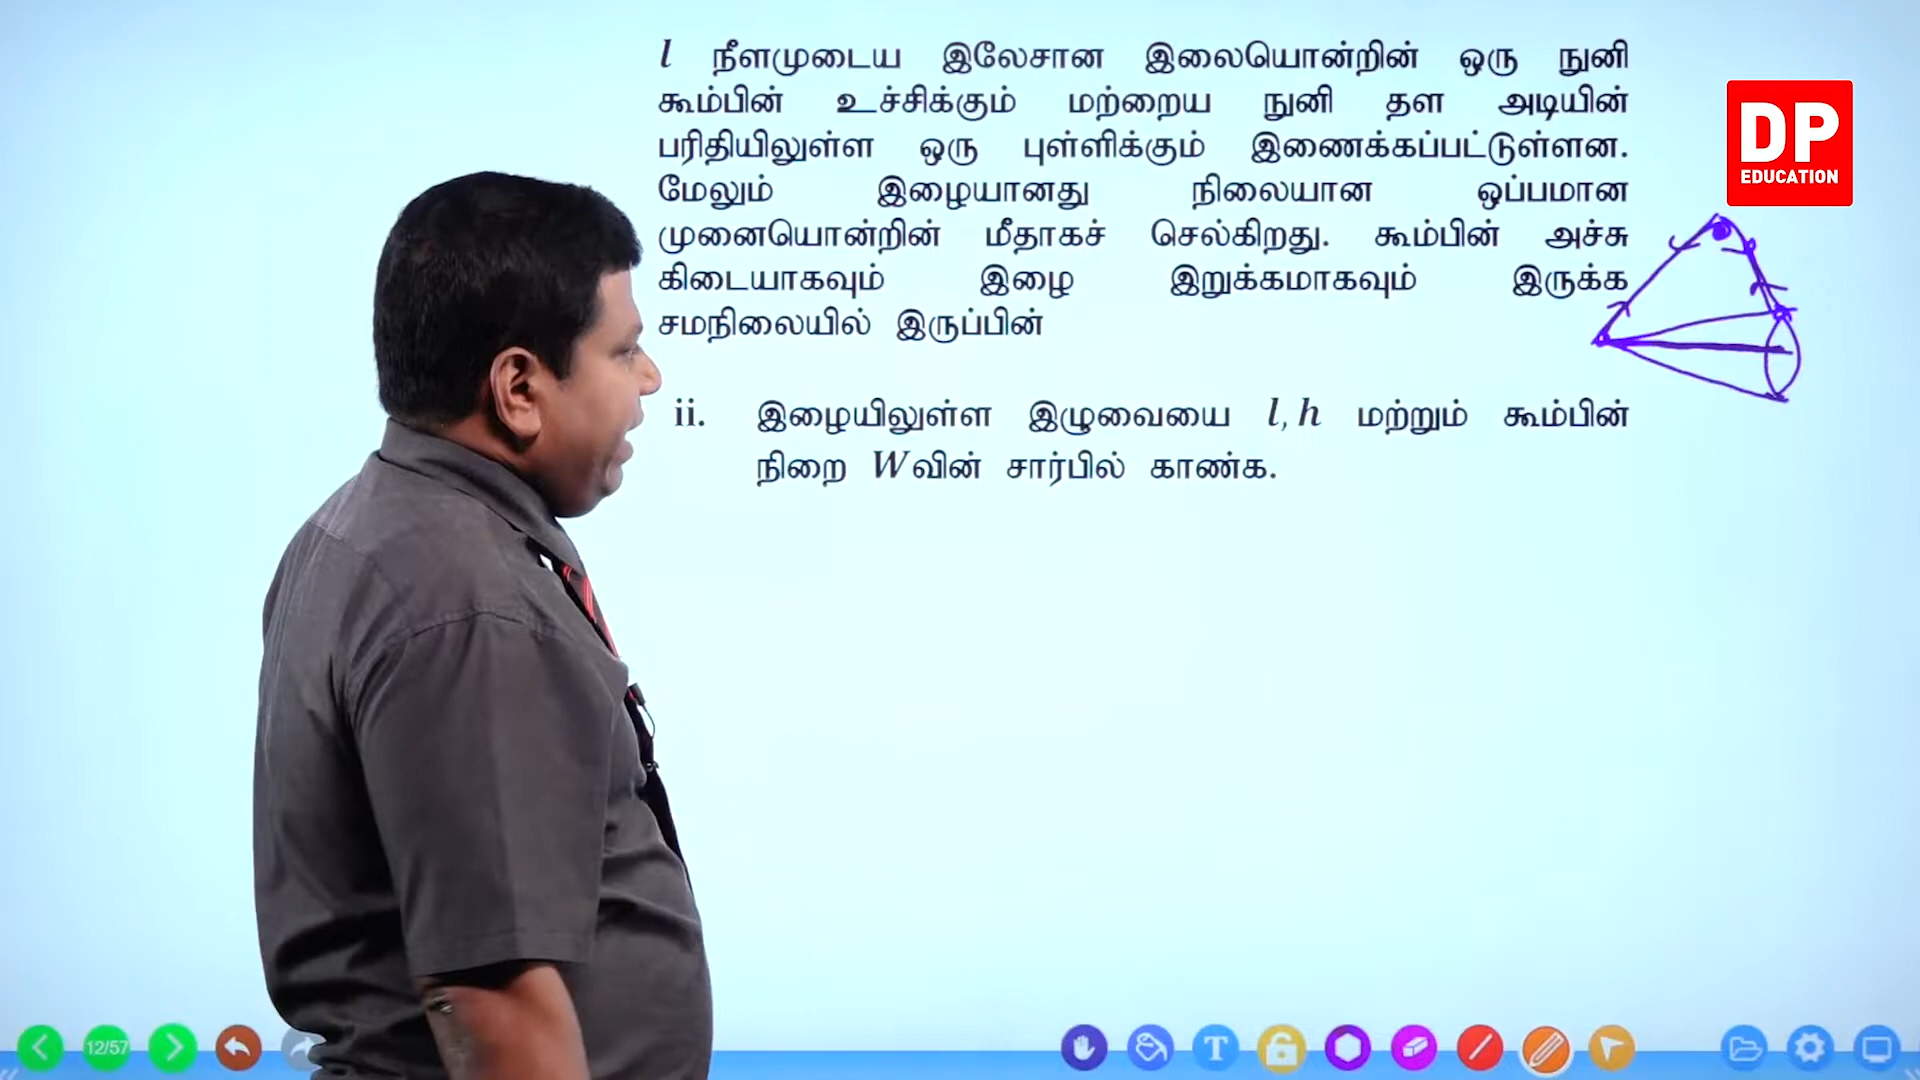 l நீளமுடைய இலேசான இலையொன்றின் ஒரு நுனி
கூம்பின் உச்சிக்கும் மற்றைய நுனி தள அடியின்
பரிதியிலுள்ள ஒரு புள்ளிக்கும் இணைக்கப்பட்டுள்ளன.
மேலும் இழையானது நிலையான ஒப்பமான
முனையொன்றின் மீதாகச் செல்கிறது. கூம்பின் அச்சு
கிடையாகவும் இழை இறுக்கமாகவும் இருக்க
சமநிலையில் இருப்பின்
ii. இழையிலுள்ள இழுவையை l, h மற்றும் கூம்பின்
நிறை Wவின் சார்பில் காண்க.
DP
EDUCATION
12/57
T